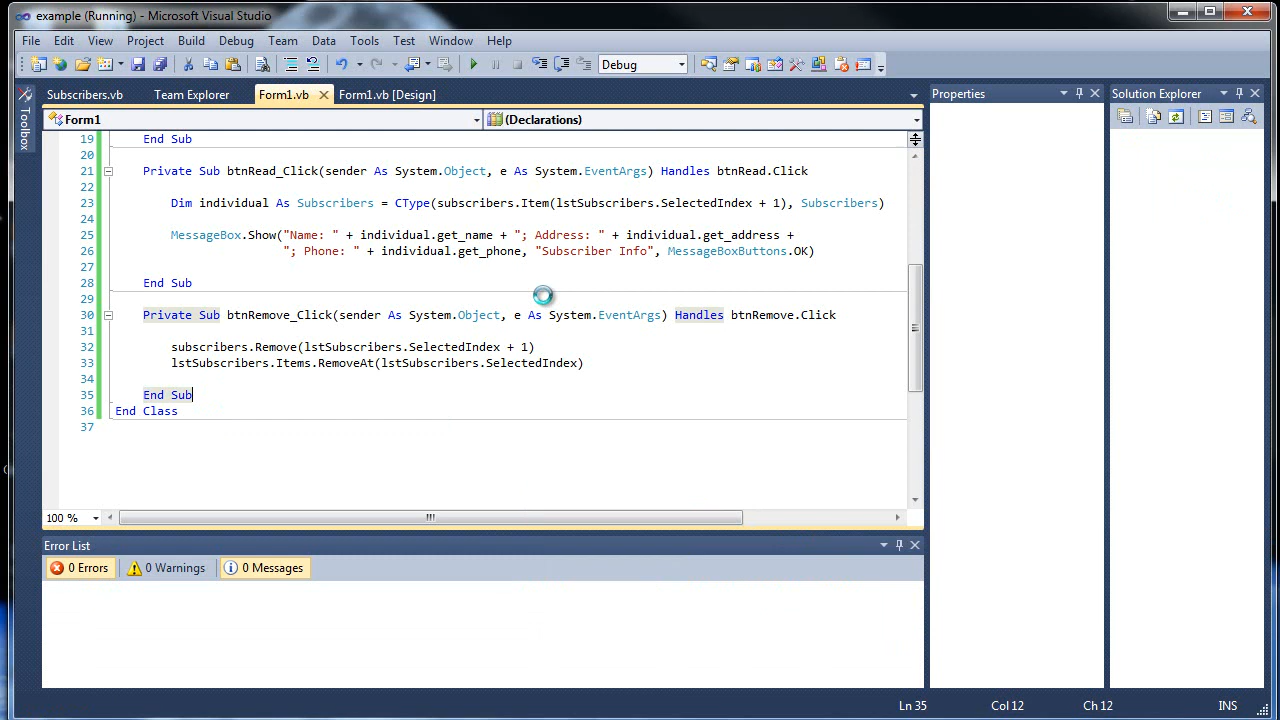 example (Running) - Microsoft Visual Studio
File Edit View Project Build Debug Team Data Tools Test Window Help
Debug
Toolbox
Subscribers.vb Team Explorer Form1.vb Form1.vb [Design]
Properties
Solution Explorer
Form1 (Declarations)
19 End Sub
20
21 Private Sub btnRead_Click(sender As System.Object, e As System.EventArgs) Handles btnRead.Click
22
23 Dim individual As Subscribers = CType(subscribers.Item(lstSubscribers.SelectedIndex + 1), Subscribers)
24
25 MessageBox.Show("Name: " + individual.get_name + "; Address: " + individual.get_address +
26 "; Phone: " + individual.get_phone, "Subscriber Info", MessageBoxButtons.OK)
27
28 End Sub
29
30 Private Sub btnRemove_Click(sender As System.Object, e As System.EventArgs) Handles btnRemove.Click
31
32 subscribers.Remove(lstSubscribers.SelectedIndex + 1)
33 lstSubscribers.Items.RemoveAt(lstSubscribers.SelectedIndex)
34
35 End Sub
36 End Class
37
100 %
Error List
0 Errors 0 Warnings 0 Messages
Ln 35 Col 12 Ch 12 INS